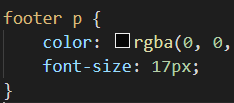 footer p {
    color: rgba(0, 0,
    font-size: 17px;
}